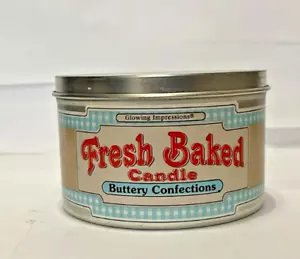 Glowing Impressions®
Fresh Baked
Candle
Buttery Confections